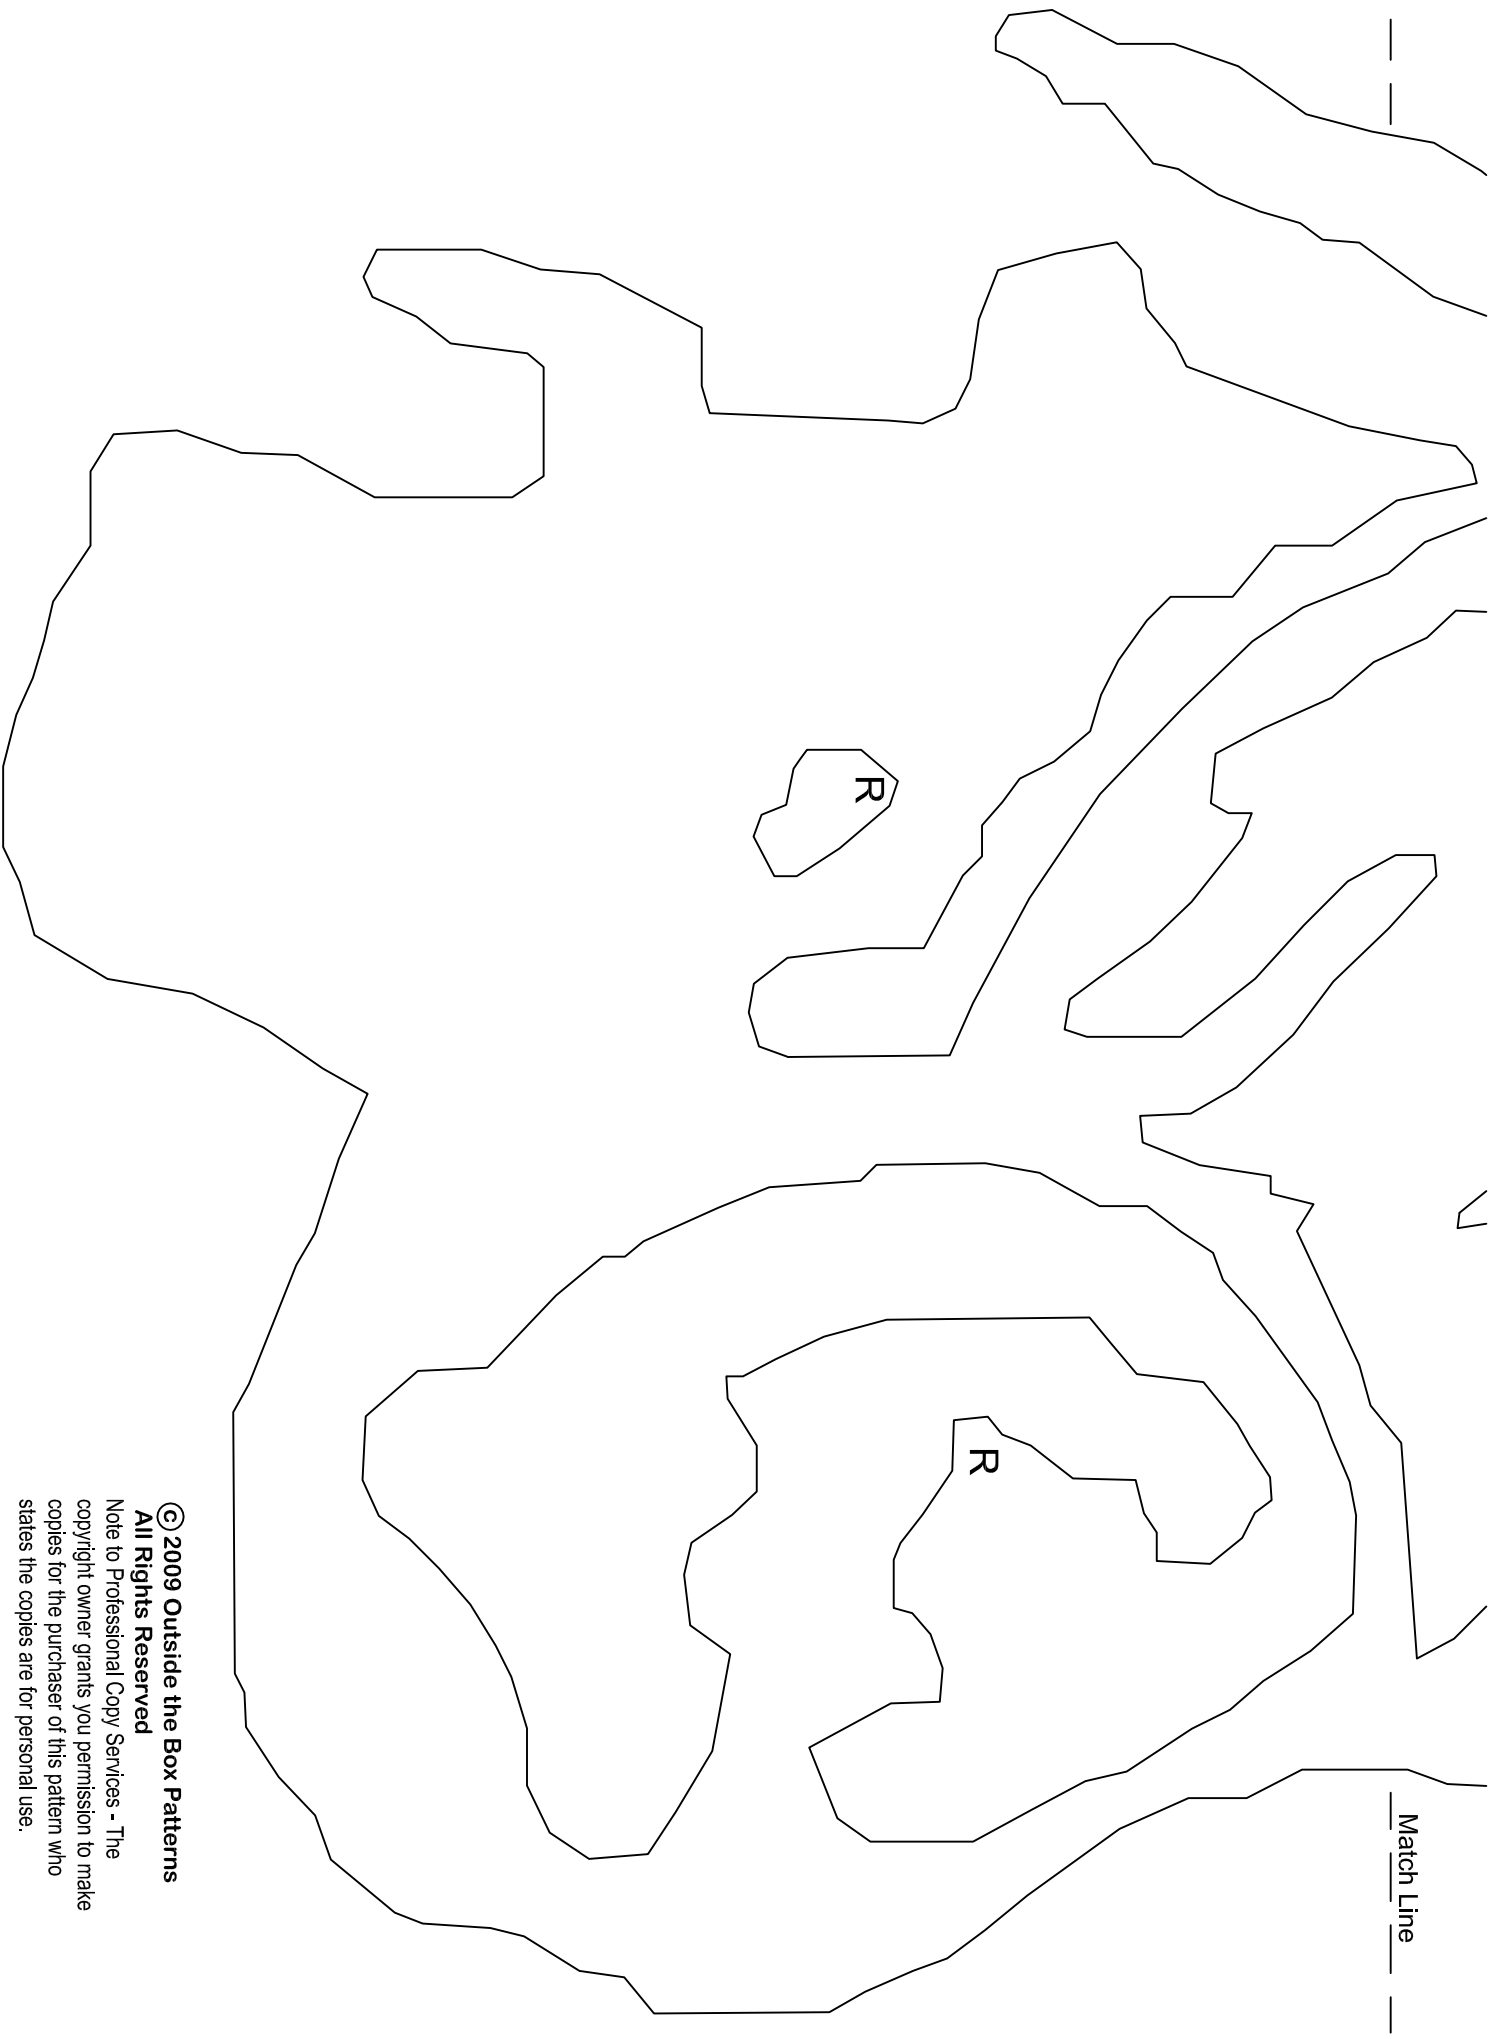 R
R
Match Line
© 2009 Outside the Box Patterns
All Rights Reserved
Note to Professional Copy Services - The
copyright owner grants you permission to make
copies for the purchaser of this pattern who
states the copies are for personal use.